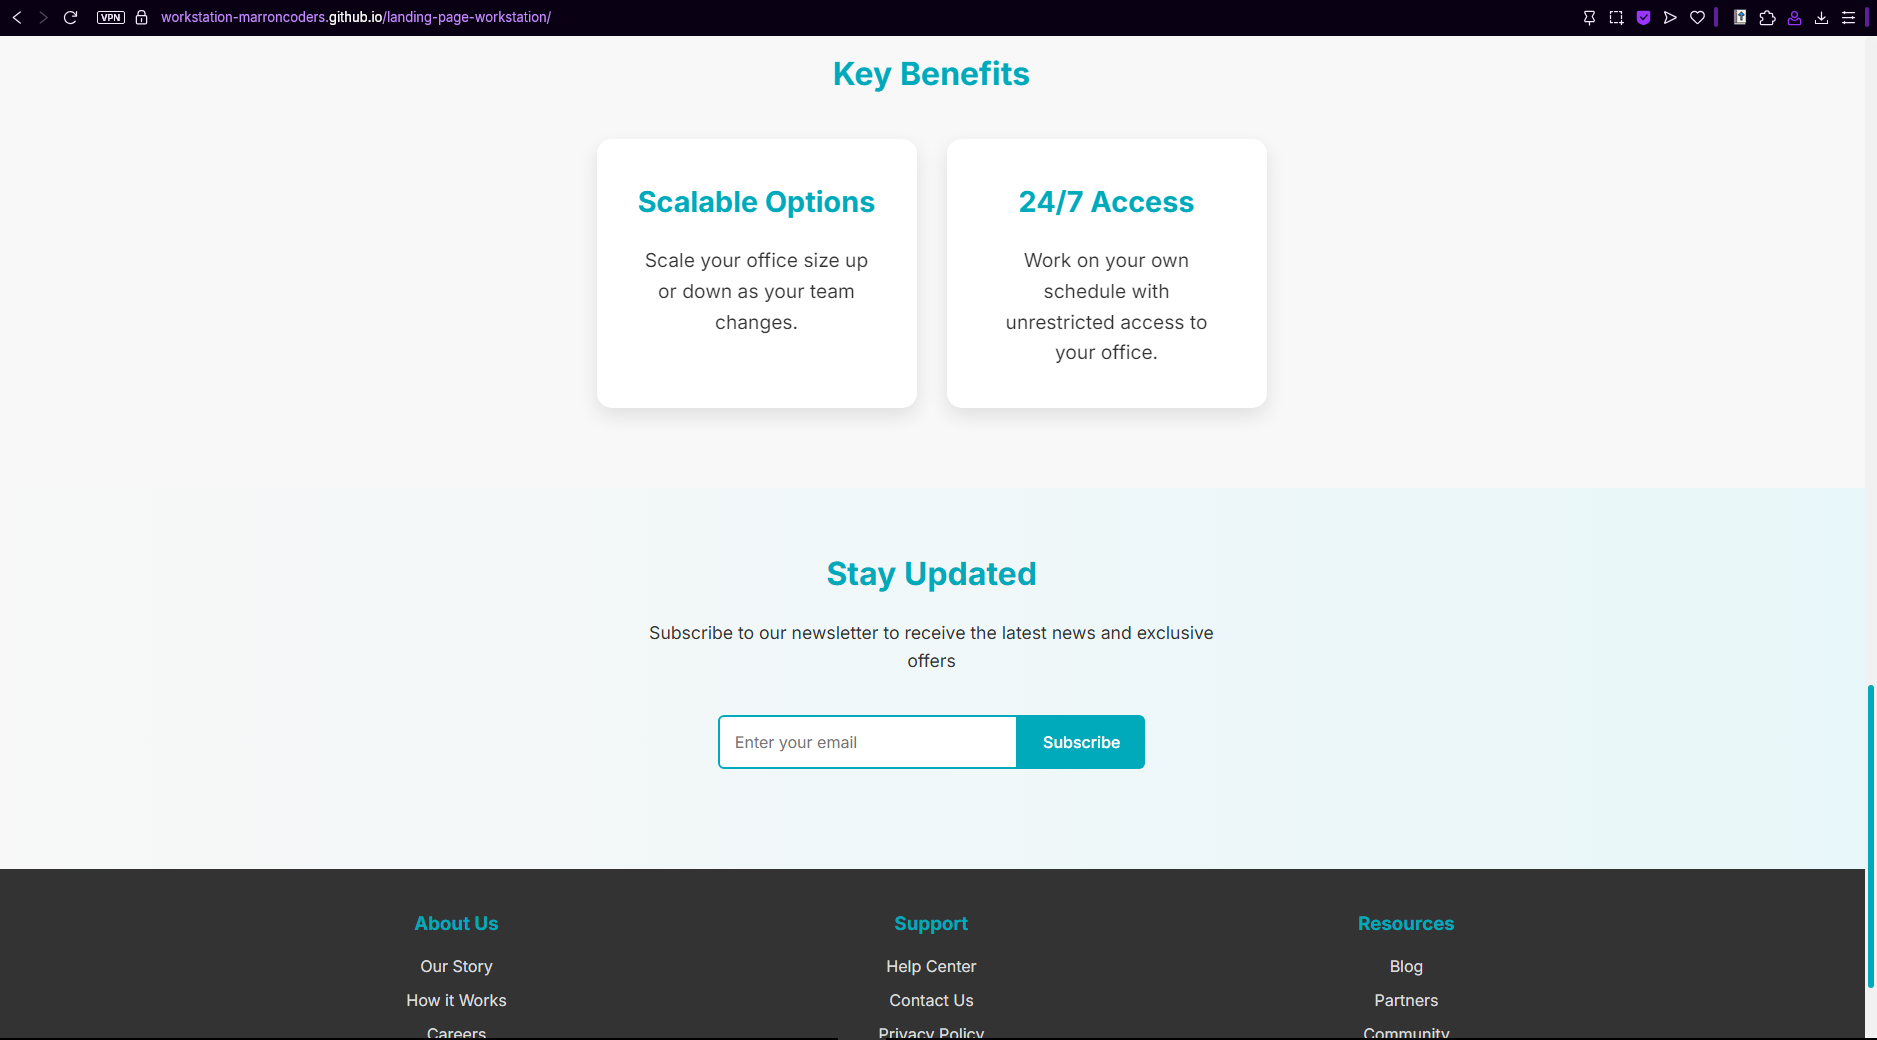 VPN
workstation-marroncoders.github.io/landing-page-workstation/
Key Benefits
Scalable Options
Scale your office size up
or down as your team
changes.
24/7 Access
Work on your own
schedule with
unrestricted access to
your office.
Stay Updated
Subscribe to our newsletter to receive the latest news and exclusive
offers
Enter your email
Subscribe
About Us
Our Story
How it Works
Careers
Support
Help Center
Contact Us
Privacy Policy
Resources
Blog
Partners
Community